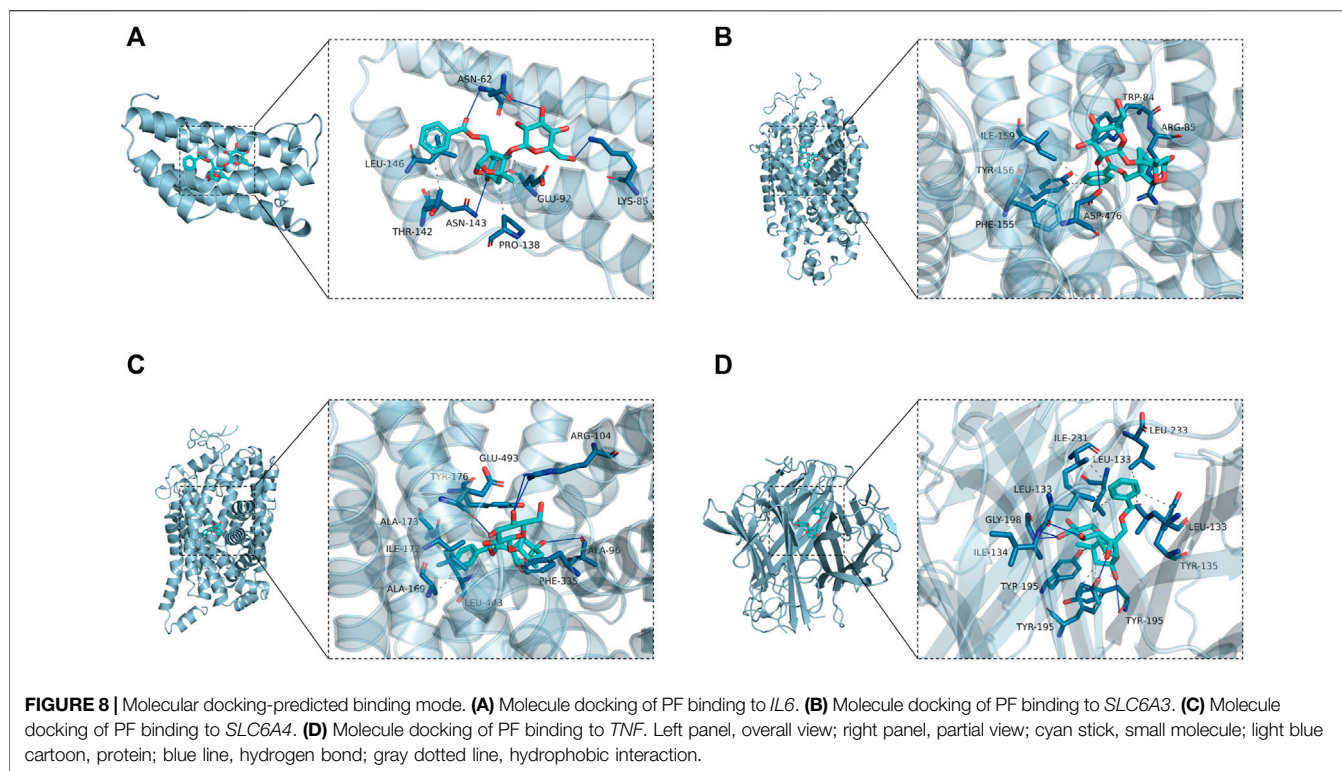 A
ASN-62
LEU-146
THR-142
ASN-143
GLU-92
LYS-85
PRO-138
B
TRP-84
ILE-159
ARG-85
TYR-156
ASP-476
PHE-155
C
ARG-104
GLU-493
TYR-176
ALA-173
ILE-172
ALA-96
PHE-335
ALA-169
LEU-443
D
LEU-233
ILE-231
LEU-133
LEU-133
GLY-198
LEU-133
ILE-134
TYR-135
TYR-195
TYR-195
TYR-195
FIGURE 8 | Molecular docking-predicted binding mode. (A) Molecule docking of PF binding to IL6. (B) Molecule docking of PF binding to SLC6A3. (C) Molecule
docking of PF binding to SLC6A4. (D) Molecule docking of PF binding to TNF. Left panel, overall view; right panel, partial view; cyan stick, small molecule; light blue
cartoon, protein; blue line, hydrogen bond; gray dotted line, hydrophobic interaction.